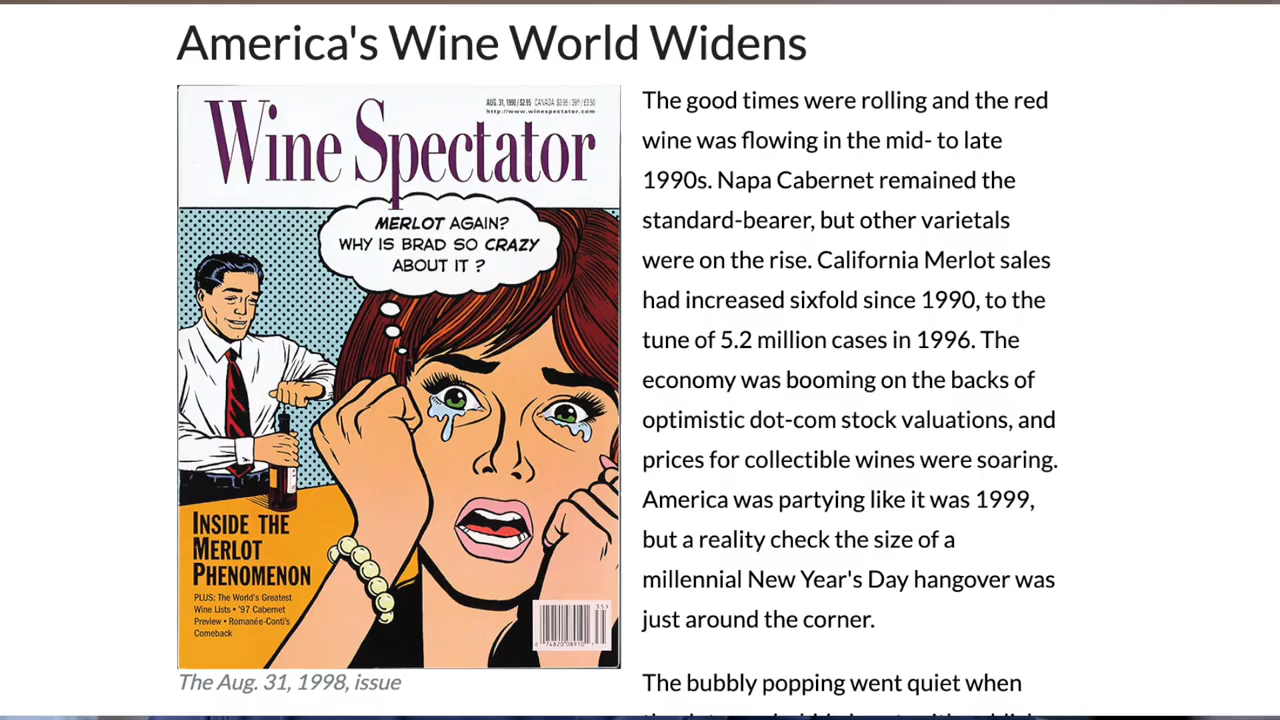 America's Wine World Widens
AUG. 31, 1998 / $2.95 CANADA $3.95 /
http://www.winespectator.com
Wine Spectator
MERLOT AGAIN?
WHY IS BRAD SO CRAZY
ABOUT IT ?
INSIDE THE
MERLOT
PHENOMENON
PLUS: The World's Greatest
Wine Lists • '97 Cabernet
Preview • Romanée-Conti's
Comeback
The Aug. 31, 1998, issue
The good times were rolling and the red
wine was flowing in the mid- to late
1990s. Napa Cabernet remained the
standard-bearer, but other varietals
were on the rise. California Merlot sales
had increased sixfold since 1990, to the
tune of 5.2 million cases in 1996. The
economy was booming on the backs of
optimistic dot-com stock valuations, and
prices for collectible wines were soaring.
America was partying like it was 1999,
but a reality check the size of a
millennial New Year's Day hangover was
just around the corner.
The bubbly popping went quiet when